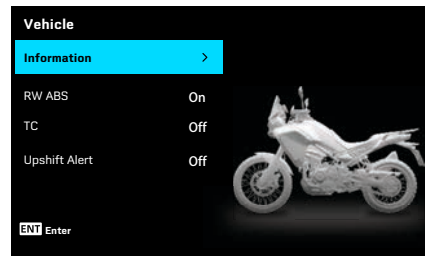 Vehicle
Information >
RW ABS On
TC Off
Upshift Alert Off
ENT Enter